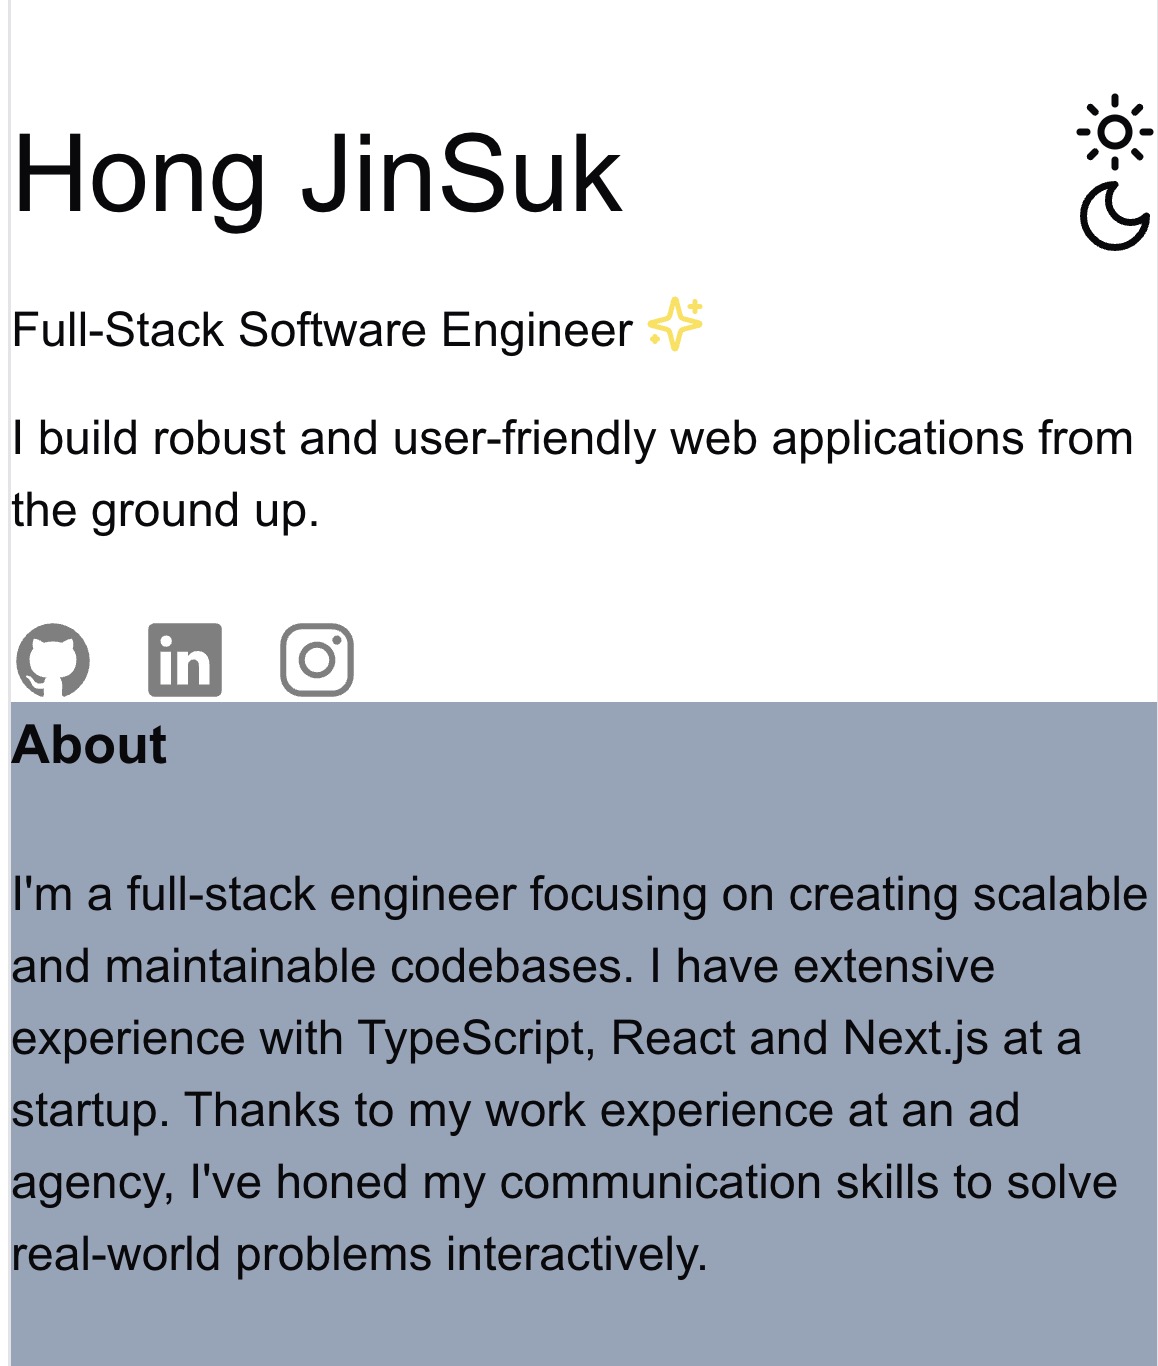 Hong JinSuk
Full-Stack Software Engineer
I build robust and user-friendly web applications from
the ground up.
in
About
I'm a full-stack engineer focusing on creating scalable
and maintainable codebases. I have extensive
experience with TypeScript, React and Next.js at a
startup. Thanks to my work experience at an ad
agency, I've honed my communication skills to solve
real-world problems interactively.